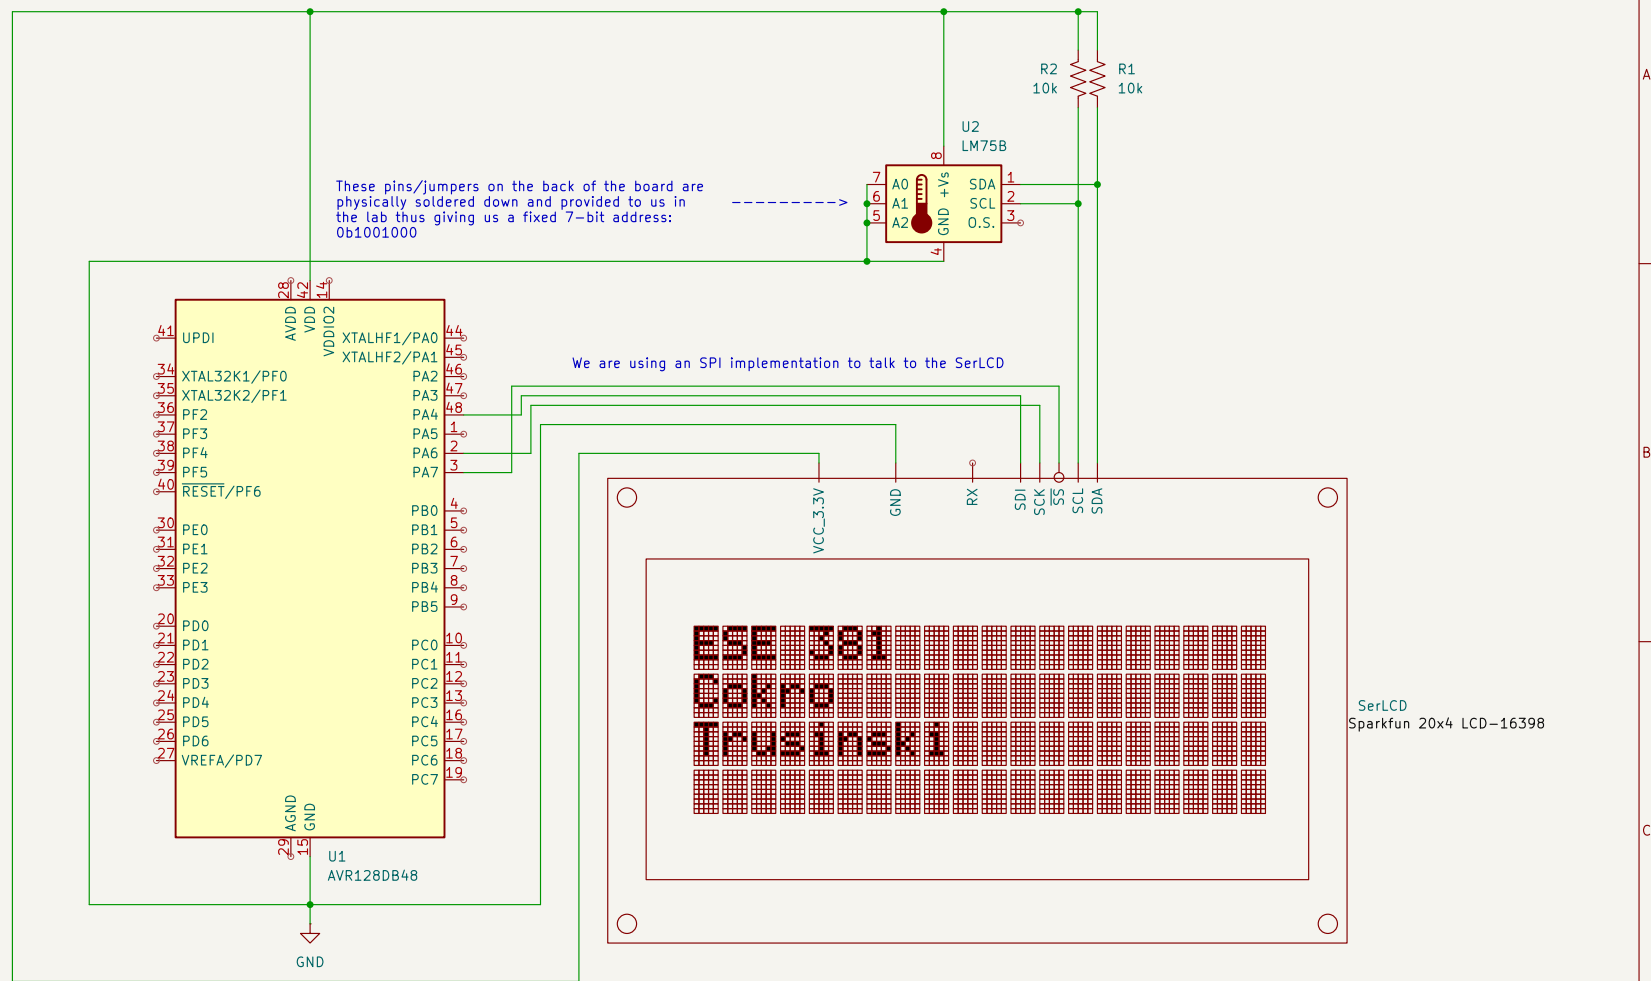 A
R2
10k
R1
10k
U2
LM75B
8
7 A0 +Vs SDA 1
6 A1 SCL 2
5 A2 GND O.S. 3
4
These pins/jumpers on the back of the board are
physically soldered down and provided to us in
the lab thus giving us a fixed 7-bit address:
0b1001000
--------->
28 42 14
AVDD VDD VDDIO2
41 UPDI
XTALHF1/PA0 44
XTALHF2/PA1 45
34 XTAL32K1/PF0 PA2 46
35 XTAL32K2/PF1 PA3 47
36 PF2 PA4 48
37 PF3 PA5 1
38 PF4 PA6 2
39 PF5 PA7 3
40 RESET/PF6
PB0 4
30 PE0 PB1 5
31 PE1 PB2 6
32 PE2 PB3 7
33 PE3 PB4 8
PB5 9
20 PD0
21 PD1 PC0 10
22 PD2 PC1 11
23 PD3 PC2 12
24 PD4 PC3 13
25 PD5 PC4 16
26 PD6 PC5 17
27 VREFA/PD7 PC6 18
PC7 19
AGND GND
29 15
U1
AVR128DB48
GND
We are using an SPI implementation to talk to the SerLCD
B
VCC_3.3V GND RX SDI SCK SS SCL SDA
ESE 381
Cokro
Trusinski
SerLCD
Sparkfun 20x4 LCD-16398
C